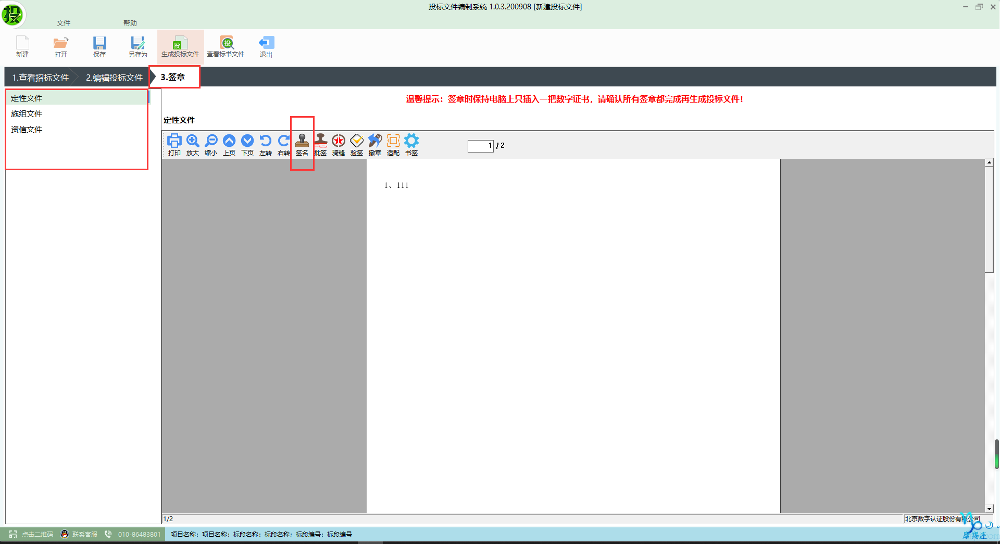 投标文件编制系统 1.0.3.200908 [新建投标文件]
投
文件 帮助
新建 打开 保存 另存为 投 生成投标文件 投 查看标书文件 退出
1.查看招标文件 2.编辑投标文件 3.签章
定性文件
施组文件
资信文件
温馨提示：签章时保持电脑上只插入一把数字证书，请确认所有签章都完成再生成投标文件！
定性文件
打印 放大 缩小 上页 下页 左转 右转 签名 批签 骑缝 验签 撤章 适配 书签 1 / 2
1、111
1/2 北京数字认证股份有限公司
点击二维码 联系客服 010-86483801 项目名称：项目名称；标段名称：标段名称；标段编号：标段编号
摩羯座